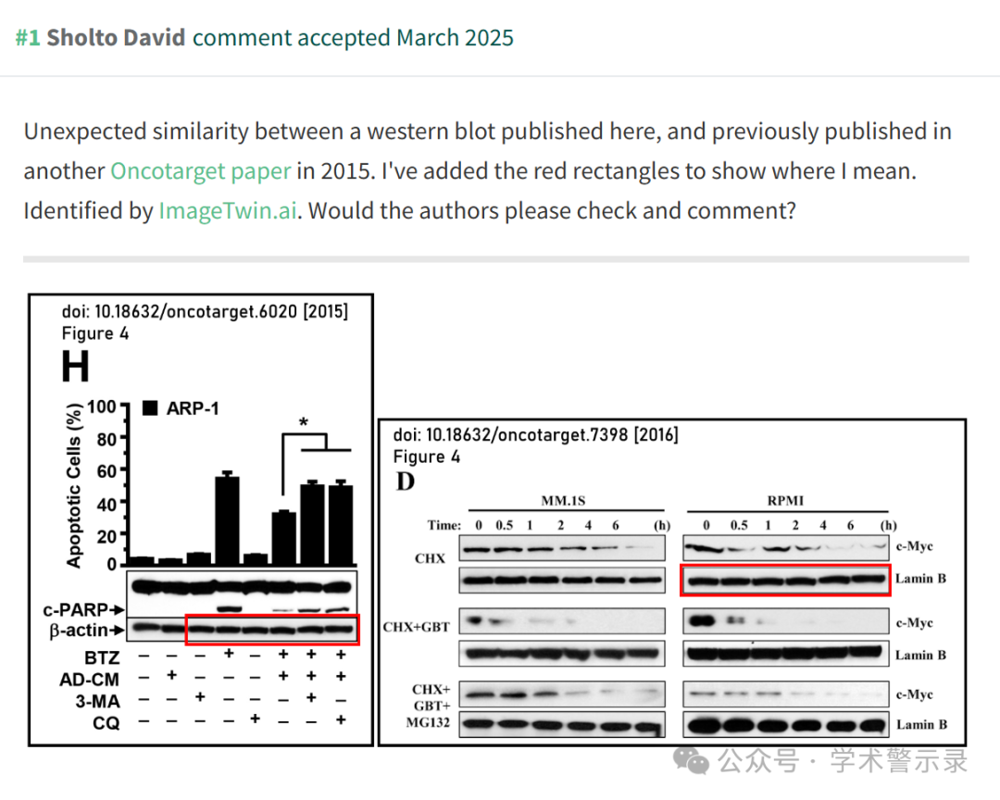 #1 Sholto David comment accepted March 2025
Unexpected similarity between a western blot published here, and previously published in
another Oncotarget paper in 2015. I've added the red rectangles to show where I mean.
Identified by ImageTwin.ai. Would the authors please check and comment?
doi: 10.18632/oncotarget.6020 [2015]
Figure 4
H
Apoptotic Cells (%)
100
80
60
40
20
0
ARP-1
*
c-PARP
β-actin
BTZ − − − + − + + +
AD-CM − + − − − + + +
3-MA − − + − − − + −
CQ − − − − + − − +
doi: 10.18632/oncotarget.7398 [2016]
Figure 4
D
MM.1S RPMI
Time: 0 0.5 1 2 4 6 (h) 0 0.5 1 2 4 6 (h)
CHX c-Myc
Lamin B
CHX+GBT c-Myc
Lamin B
CHX+
GBT+
MG132
c-Myc
Lamin B
公众号 · 学术警示录